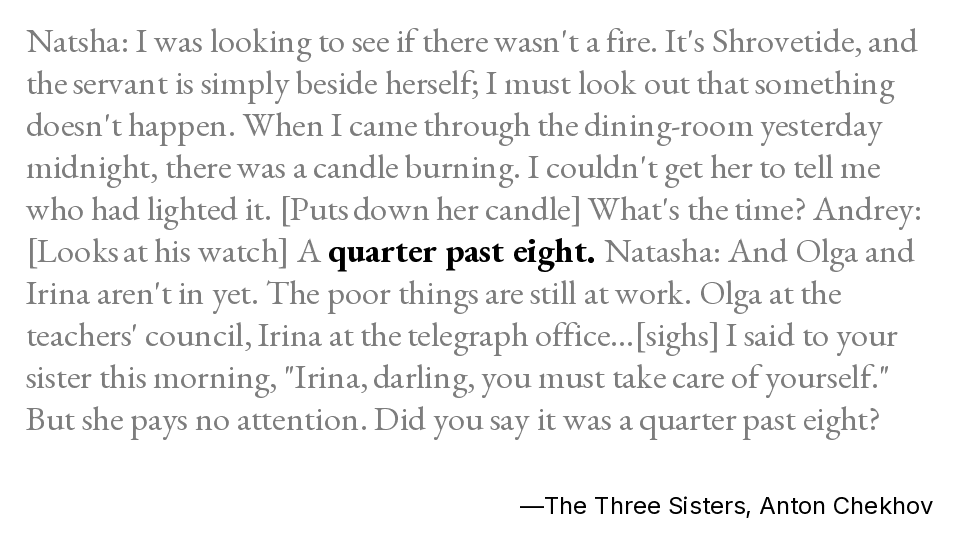 Natsha: I was looking to see if there wasn't a fire. It's Shrovetide, and
the servant is simply beside herself; I must look out that something
doesn't happen. When I came through the dining-room yesterday
midnight, there was a candle burning. I couldn't get her to tell me
who had lighted it. [Puts down her candle] What's the time? Andrey:
[Looks at his watch] A quarter past eight. Natasha: And Olga and
Irina aren't in yet. The poor things are still at work. Olga at the
teachers' council, Irina at the telegraph office...[sighs] I said to your
sister this morning, "Irina, darling, you must take care of yourself."
But she pays no attention. Did you say it was a quarter past eight?
—The Three Sisters, Anton Chekhov